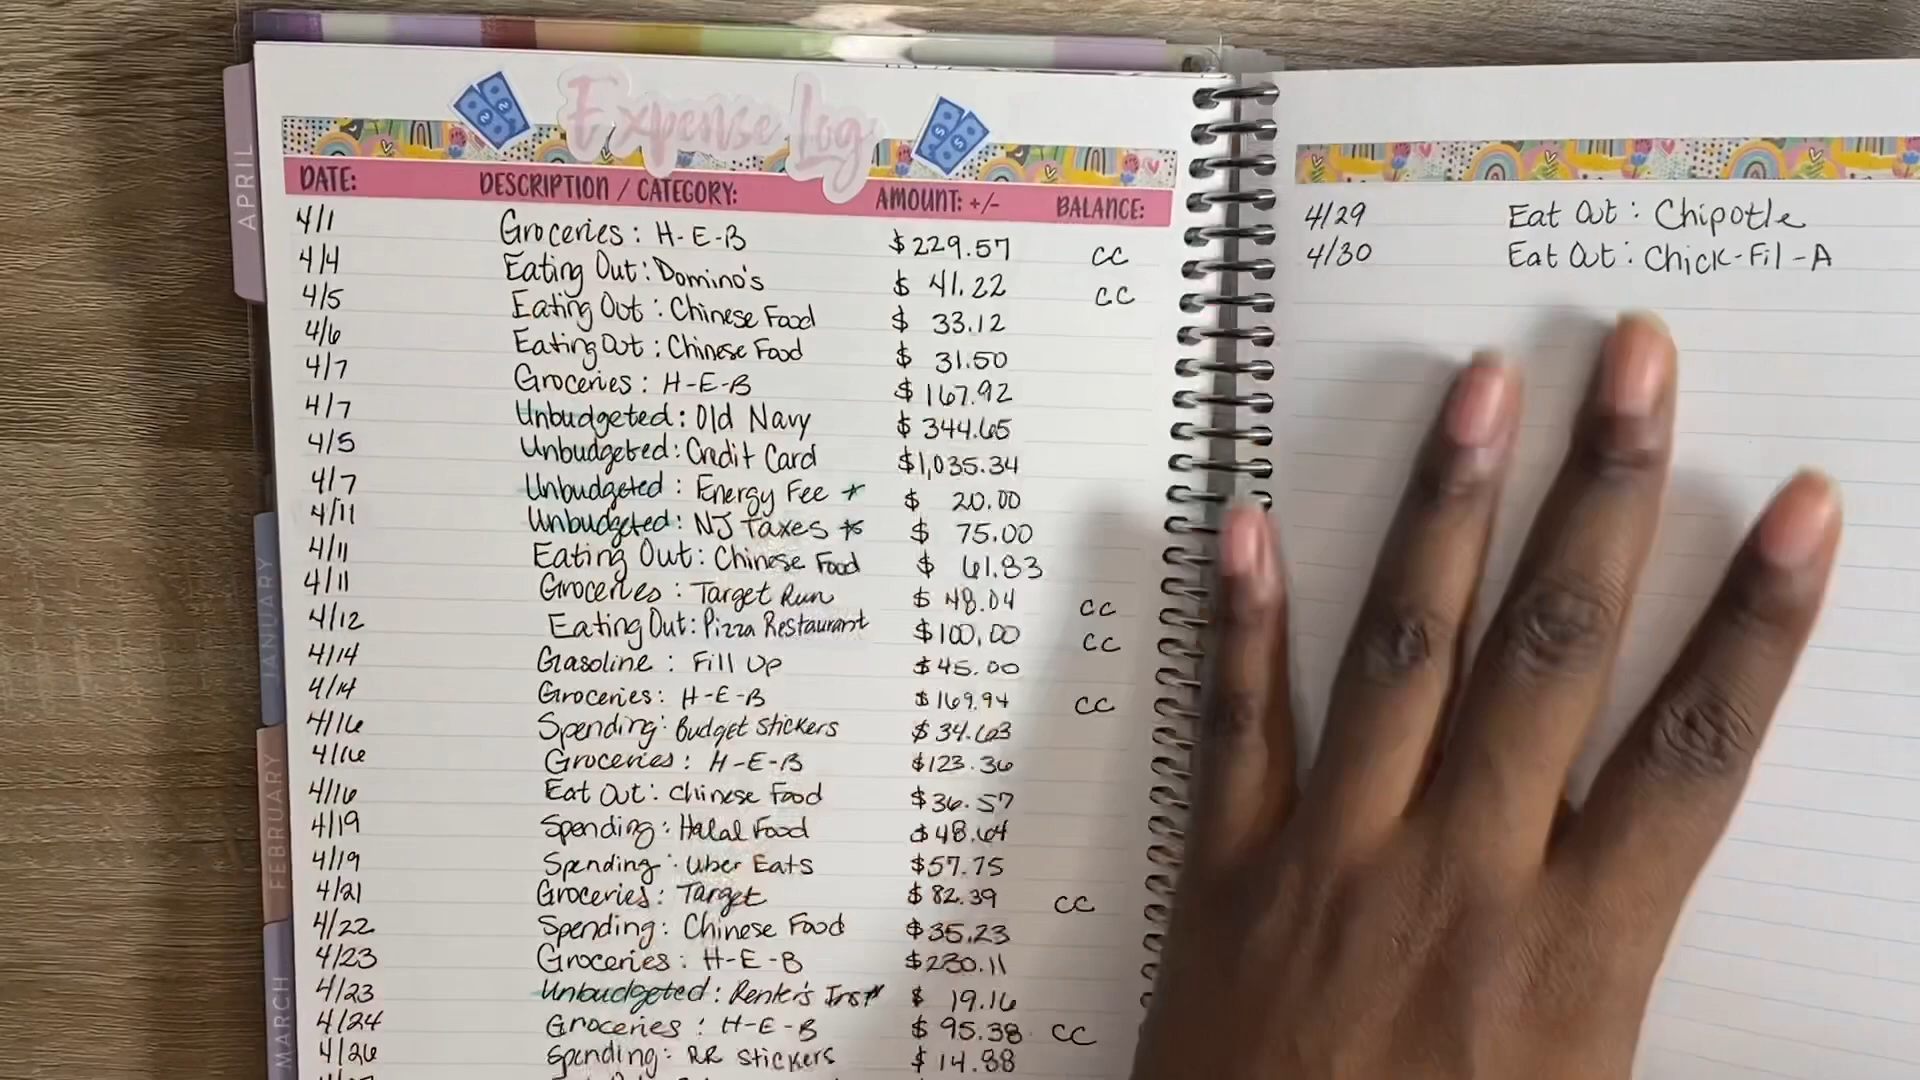 Expense Log
DATE: DESCRIPTION / CATEGORY: AMOUNT: +/- BALANCE:
4/1 Groceries: H-E-B $229.57 CC
4/4 Eating Out: Domino's $ 41.22 CC
4/5 Eating Out: Chinese Food $ 33.12
4/6 Eating Out: Chinese Food $ 31.50
4/7 Groceries: H-E-B $167.92
4/7 Unbudgeted: Old Navy $344.65
4/5 Unbudgeted: Credit Card $1,035.34
4/7 Unbudgeted: Energy Fee * $ 20.00
4/11 Unbudgeted: NJ Taxes * $ 75.00
4/11 Eating Out: Chinese Food $ 61.83
4/11 Groceries: Target Run $ 48.04 CC
4/12 Eating Out: Pizza Restaurant $100.00 CC
4/14 Gasoline: Fill Up $45.00
4/14 Groceries: H-E-B $169.94 CC
4/16 Spending: Budget Stickers $34.63
4/16 Groceries: H-E-B $123.36
4/16 Eat Out: Chinese Food $36.57
4/19 Spending: Halal Food $48.64
4/19 Spending: Uber Eats $57.75
4/21 Groceries: Target $82.39 CC
4/22 Spending: Chinese Food $35.23
4/23 Groceries: H-E-B $230.11
4/23 Unbudgeted: Renter's Ins* $ 19.16
4/24 Groceries: H-E-B $ 95.38 CC
4/26 Spending: RR Stickers $14.88
4/29 Eat Out: Chipotle
4/30 Eat Out: Chick-Fil-A
APRIL
JANUARY
FEBRUARY
MARCH